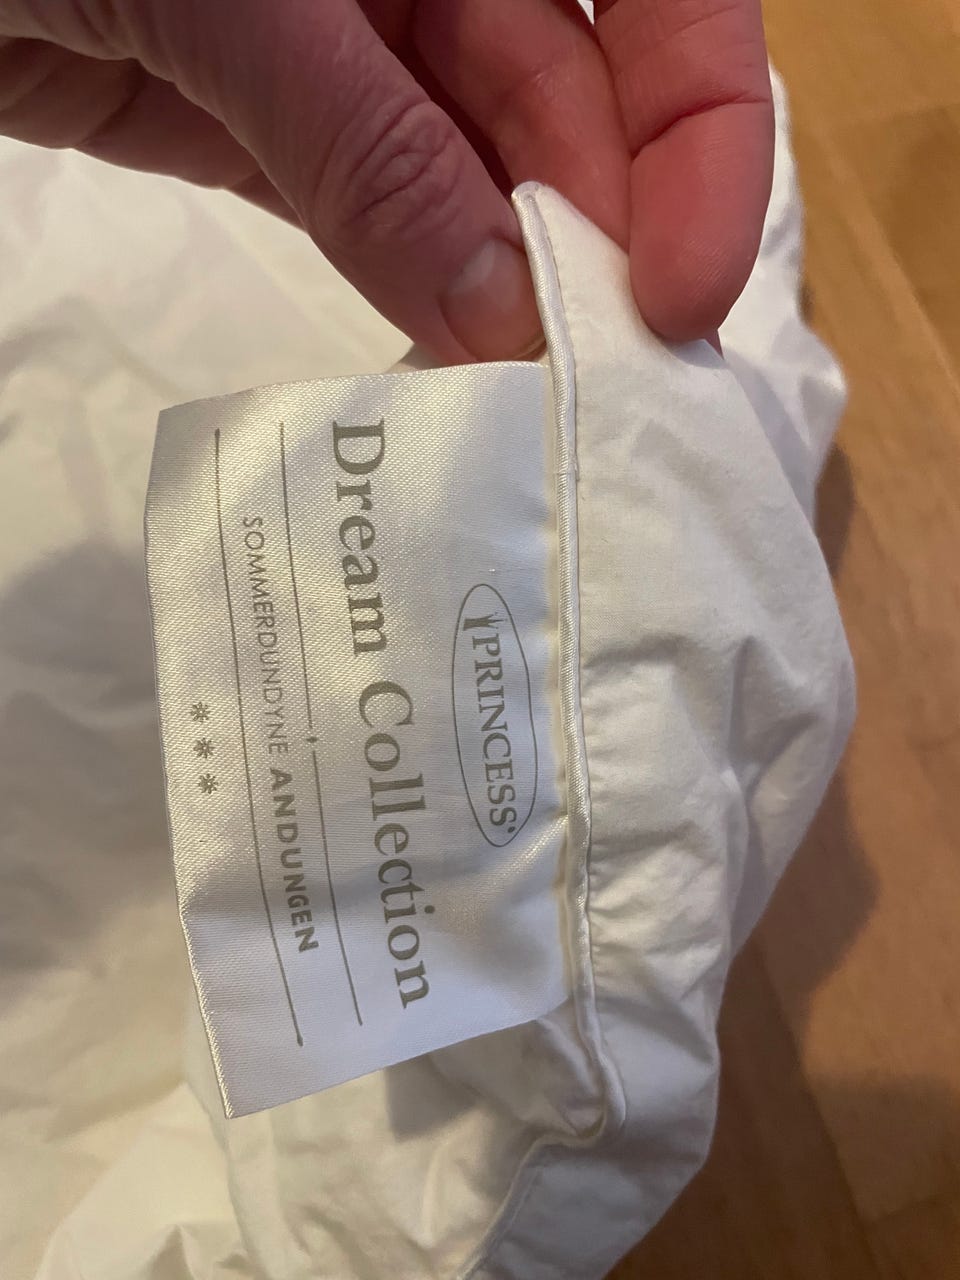 PRINCESS®
Dream Collection
SOMMERDUNDYNE ANDUNGEN
***